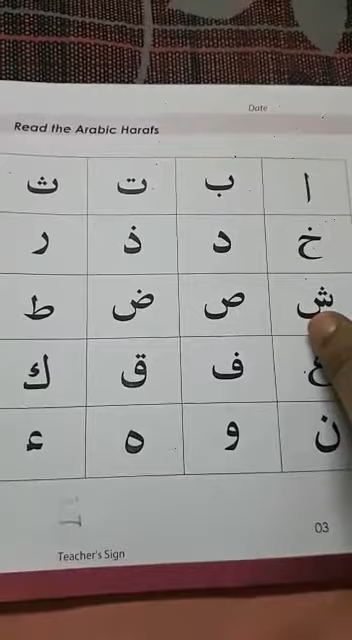 Date
Read the Arabic Harafs
ا ب ت ث
خ د ذ ر
ش ص ض ط
ف ق ك
ن و ه ء
03
Teacher's Sign